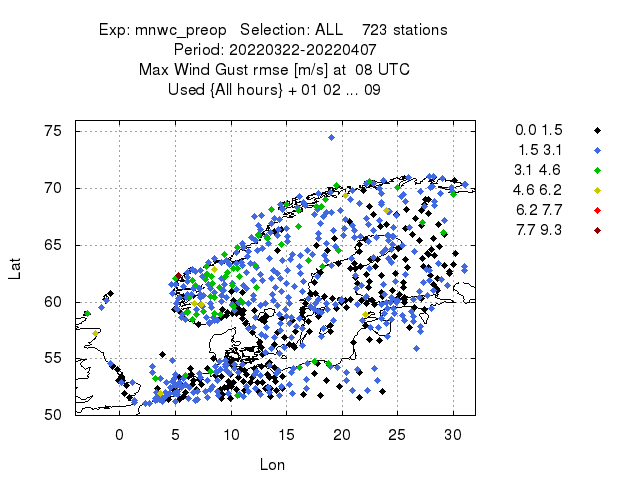 Exp: mnwc_preop   Selection: ALL    723 stations
Period: 20220322-20220407
Max Wind Gust rmse [m/s] at  08 UTC
Used {All hours} + 01 02 ... 09
0.0 1.5
1.5 3.1
3.1 4.6
4.6 6.2
6.2 7.7
7.7 9.3
75
70
65
60
55
50
Lat
0 5 10 15 20 25 30
Lon